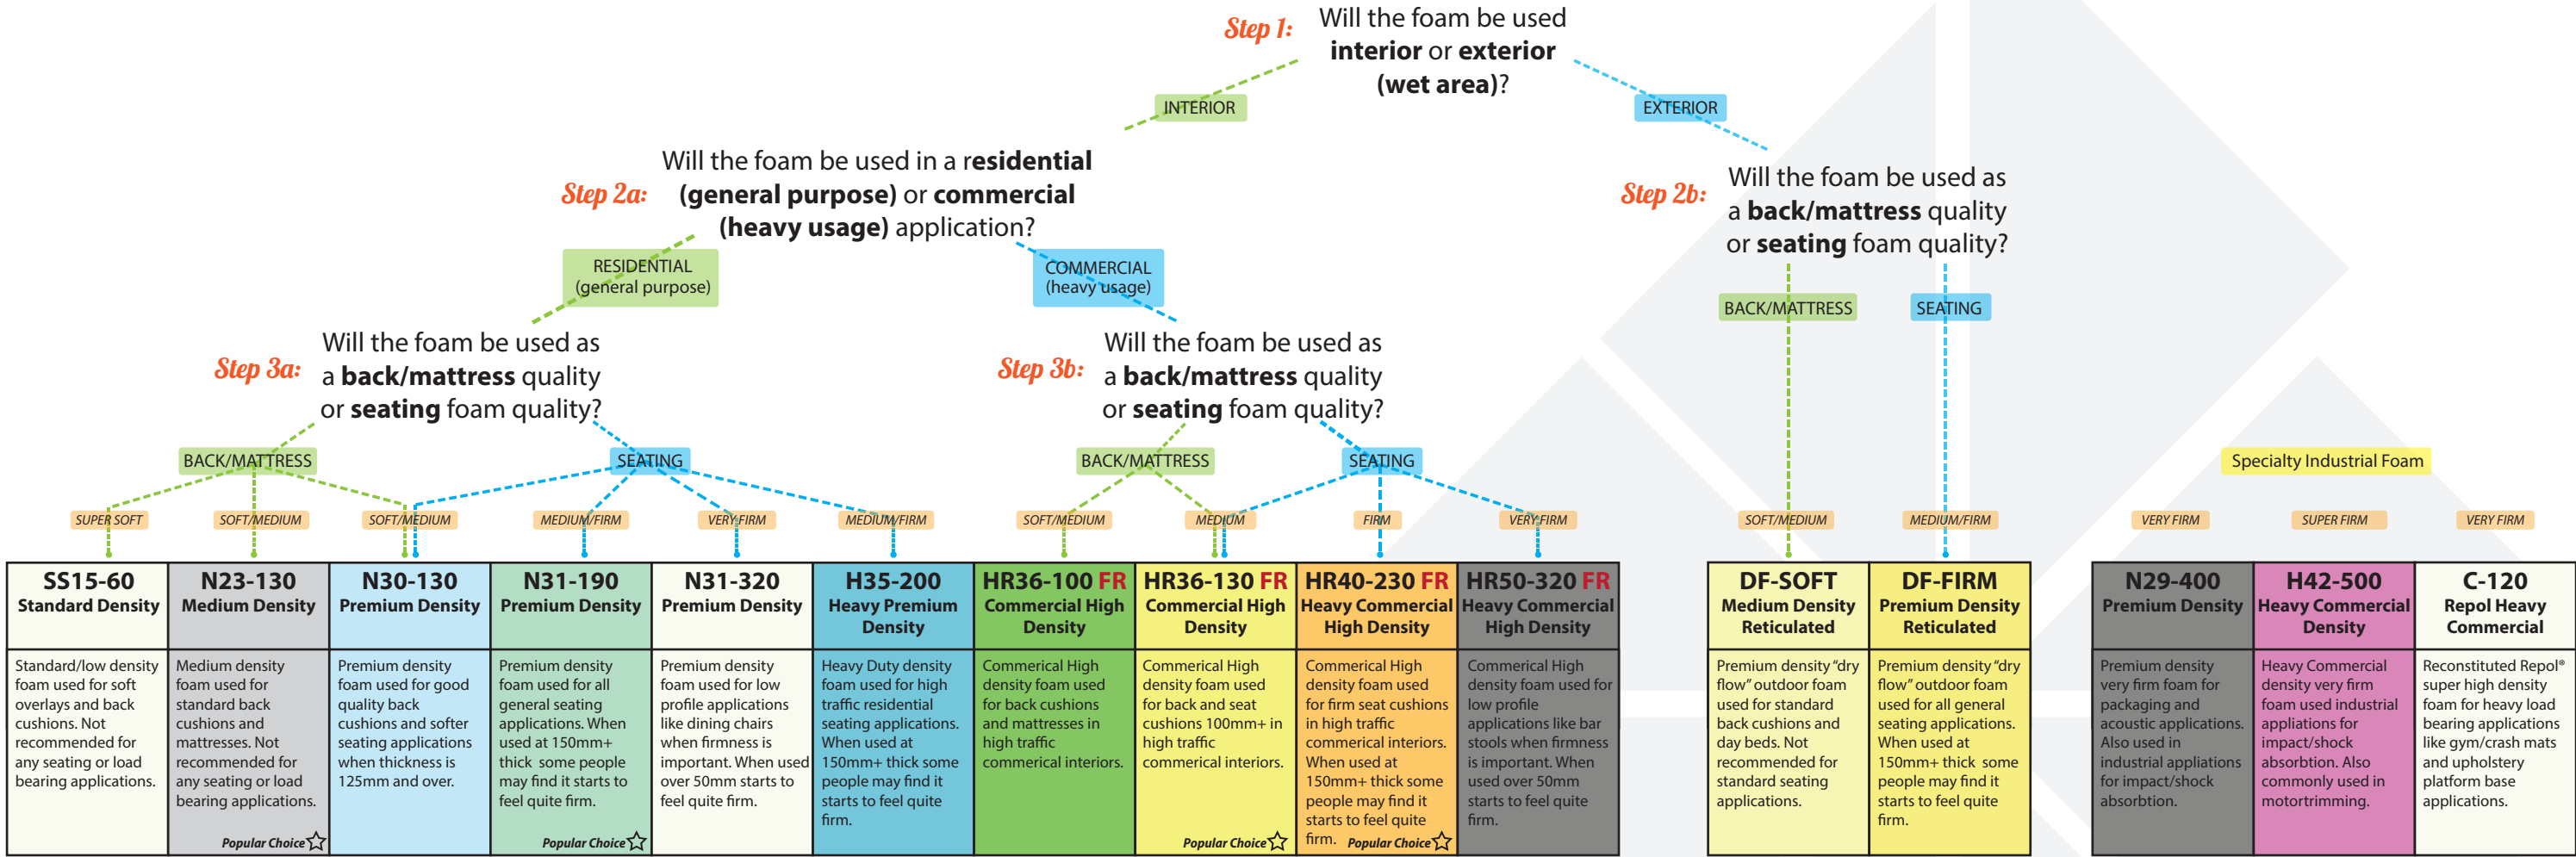 Step 1:
Will the foam be used
interior or exterior
(wet area)?
INTERIOR
EXTERIOR
Step 2a:
Will the foam be used in a residential
(general purpose) or commercial
(heavy usage) application?
Step 2b:
Will the foam be used as
a back/mattress quality
or seating foam quality?
RESIDENTIAL
(general purpose)
COMMERCIAL
(heavy usage)
BACK/MATTRESS
SEATING
Step 3a:
Will the foam be used as
a back/mattress quality
or seating foam quality?
Step 3b:
Will the foam be used as
a back/mattress quality
or seating foam quality?
BACK/MATTRESS
SEATING
BACK/MATTRESS
SEATING
Specialty Industrial Foam
SUPER SOFT
SOFT/MEDIUM
SOFT/MEDIUM
MEDIUM/FIRM
VERY FIRM
MEDIUM/FIRM
SOFT/MEDIUM
MEDIUM
FIRM
VERY FIRM
SOFT/MEDIUM
MEDIUM/FIRM
VERY FIRM
SUPER FIRM
VERY FIRM
SS15-60
Standard Density
Standard/low density
foam used for soft
overlays and back
cushions. Not
recommended for
any seating or load
bearing applications.
N23-130
Medium Density
Medium density
foam used for
standard back
cushions and
mattresses. Not
recommended for
any seating or load
bearing applications.
Popular Choice
N30-130
Premium Density
Premium density
foam used for good
quality back
cushions and softer
seating applications
when thickness is
125mm and over.
N31-190
Premium Density
Premium density
foam used for all
general seating
applications. When
used at 150mm+
thick some people
may find it starts to
feel quite firm.
Popular Choice
N31-320
Premium Density
Premium density
foam used for low
profile applications
like dining chairs
when firmness is
important. When used
over 50mm starts to
feel quite firm.
H35-200
Heavy Premium
Density
Heavy Duty density
foam used for high
traffic residential
seating applications.
When used at
150mm+ thick some
people may find it
starts to feel quite
firm.
HR36-100 FR
Commercial High
Density
Commerical High
density foam used
for back cushions
and mattresses in
high traffic
commerical interiors.
HR36-130 FR
Commercial High
Density
Commerical High
density foam used
for back and seat
cushions 100mm+ in
high traffic
commerical interiors.
Popular Choice
HR40-230 FR
Heavy Commercial
High Density
Commerical High
density foam used
for firm seat cushions
in high traffic
commerical interiors.
When used at
150mm+ thick some
people may find it
starts to feel quite
firm.
Popular Choice
HR50-320 FR
Heavy Commercial
High Density
Commerical High
density foam used for
low profile
applications like bar
stools when firmness
is important. When
used over 50mm
starts to feel quite
firm.
DF-SOFT
Medium Density
Reticulated
Premium density “dry
flow” outdoor foam
used for standard
back cushions and
day beds. Not
recommended for
standard seating
applications.
DF-FIRM
Premium Density
Reticulated
Premium density “dry
flow” outdoor foam
used for all general
seating applications.
When used at
150mm+ thick some
people may find it
starts to feel quite
firm.
N29-400
Premium Density
Premium density
very firm foam for
packaging and
acoustic applications.
Also used in
industrial appliations
for impact/shock
absorbtion.
H42-500
Heavy Commercial
Density
Heavy Commercial
density very firm
foam used industrial
appliations for
impact/shock
absorbtion. Also
commonly used in
motortrimming.
C-120
Repol Heavy
Commercial
Reconstituted Repol®
super high density
foam for heavy load
bearing applications
like gym/crash mats
and upholstery
platform base
applications.